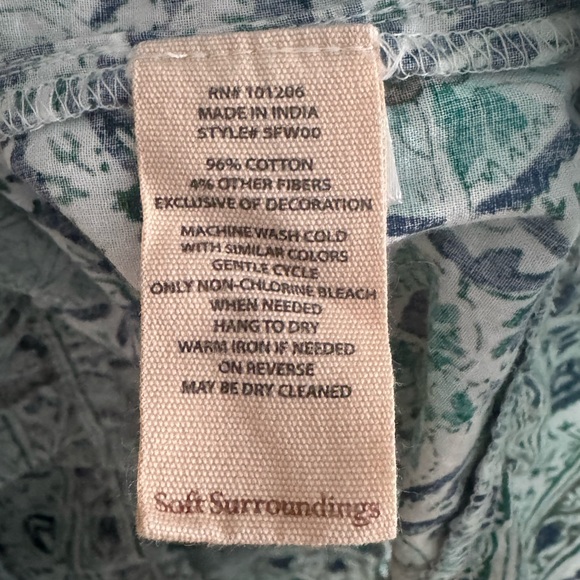 RN# 101206
MADE IN INDIA
STYLE# SFW00
96% COTTON
4% OTHER FIBERS
EXCLUSIVE OF DECORATION
MACHINE WASH COLD
WITH SIMILAR COLORS
GENTLE CYCLE
ONLY NON-CHLORINE BLEACH
WHEN NEEDED
HANG TO DRY
WARM IRON IF NEEDED
ON REVERSE
MAY BE DRY CLEANED
Soft Surroundings